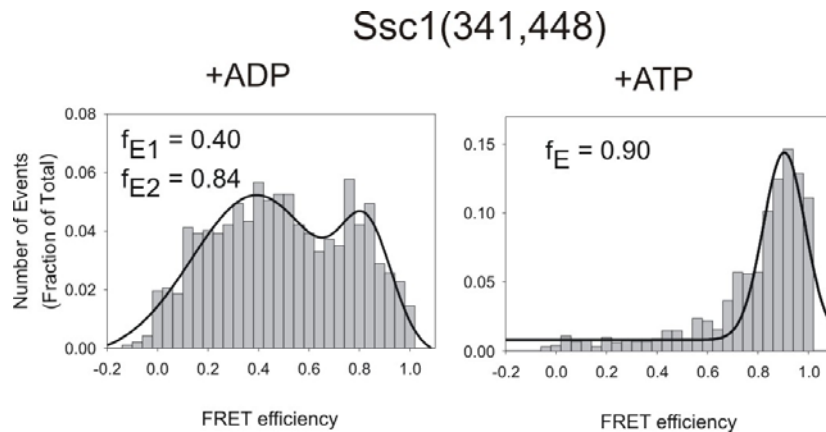 Ssc1(341,448)
+ADP
+ATP
fE1 = 0.40
fE2 = 0.84
fE = 0.90
Number of Events
(Fraction of Total)
0.08
0.06
0.04
0.02
0.00
0.15
0.10
0.05
0.00
-0.2 0.0 0.2 0.4 0.6 0.8 1.0
-0.2 0.0 0.2 0.4 0.6 0.8 1.0
FRET efficiency
FRET efficiency